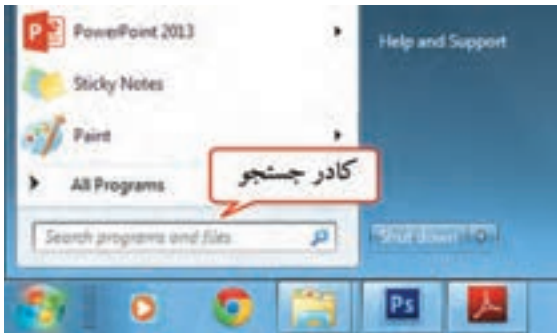 PowerPoint 2013
Help and Support
Sticky Notes
Paint
All Programs
کادر جستجو
Search programs and files
Shut down
Ps